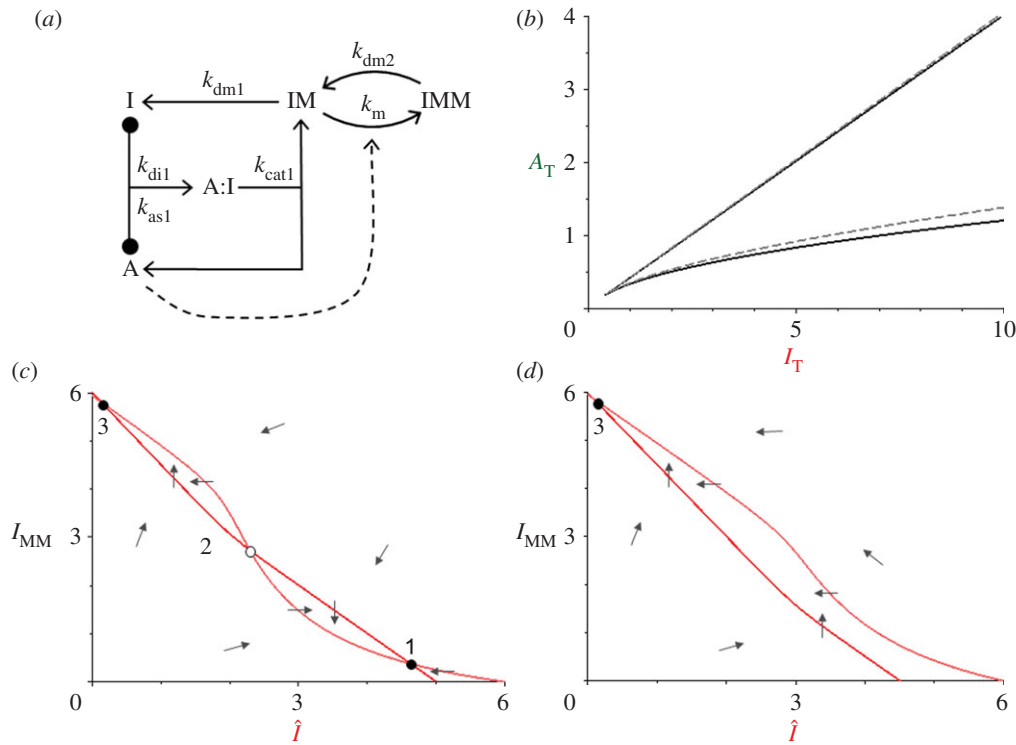 (a)
k_dm2
k_dm1
I
IM
k_m
IMM
k_di1
k_cat1
A:I
k_as1
A
(b)
4
A_T
2
1
0
5
10
I_T
(c)
6
3
2
I_MM
3
1
0
3
6
Î
(d)
6
3
I_MM
3
0
3
6
Î